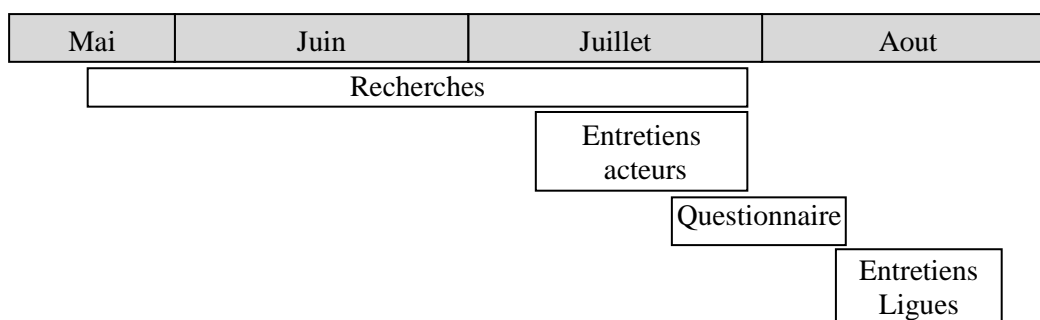 Mai Juin Juillet Aout
Recherches
Entretiens
acteurs
Questionnaire
Entretiens
Ligues